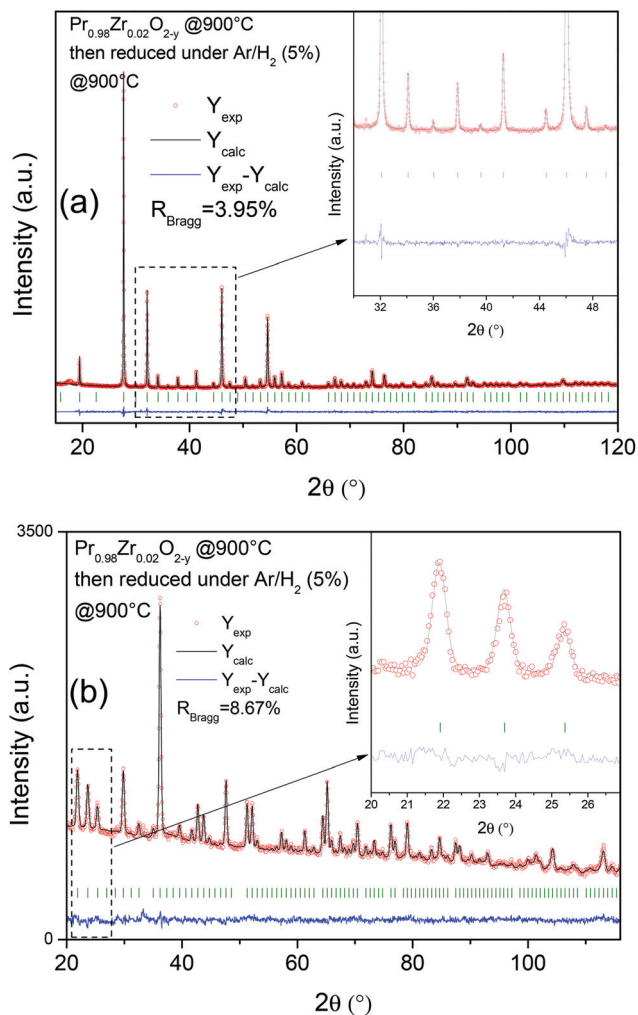 Pr0.98Zr0.02O2-y @900°C
then reduced under Ar/H2 (5%)
@900°C
Yexp
Ycalc
Yexp-Ycalc
RBragg=3.95%
(a)
Intensity (a.u.)
20 40 60 80 100 120
2θ (°)
Intensity (a.u.)
32 36 40 44 48
2θ (°)
3500
Pr0.98Zr0.02O2-y @900°C
then reduced under Ar/H2 (5%)
@900°C
Yexp
Ycalc
Yexp-Ycalc
RBragg=8.67%
(b)
Intensity (a.u.)
0
20 40 60 80 100
2θ (°)
Intensity (a.u.)
20 21 22 23 24 25 26
2θ (°)